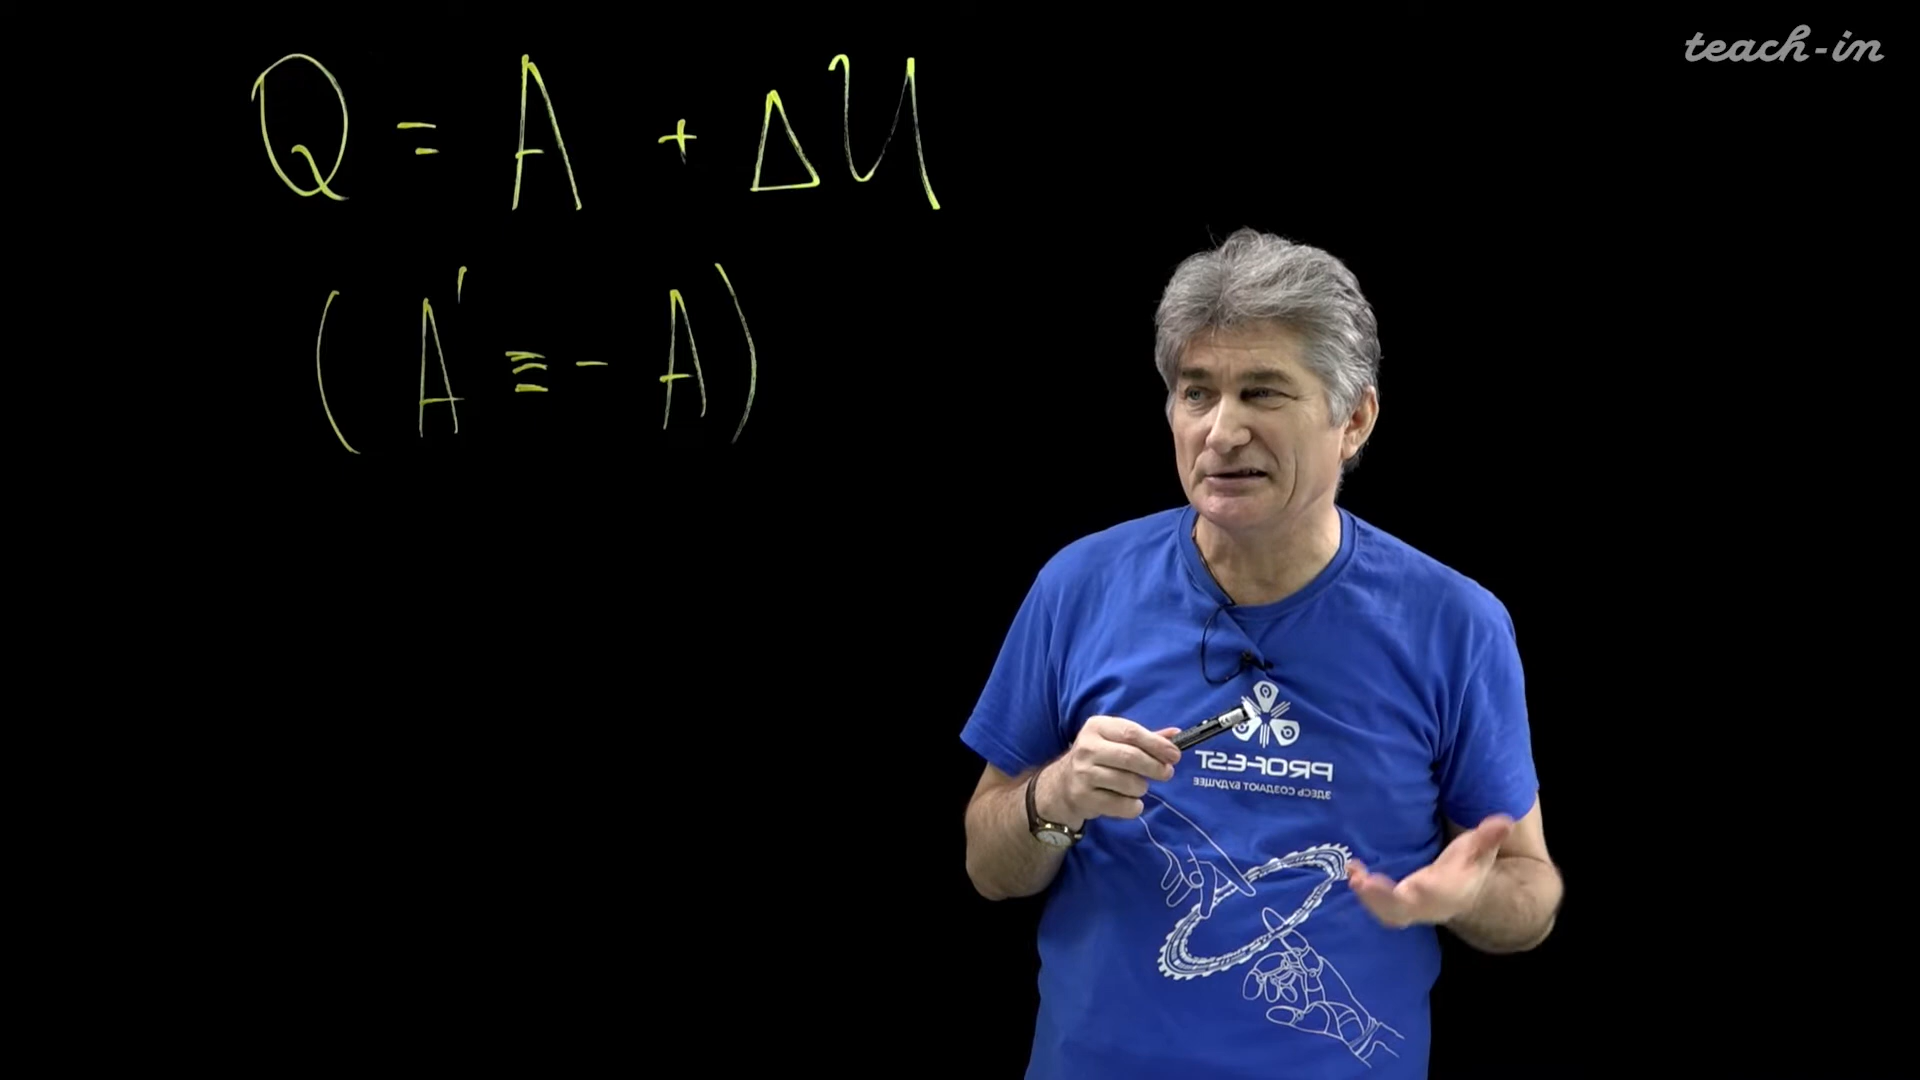 teach-in
Q = A + ΔU
(A' ≡ - A)
PROFEST
ЗДЕСЬ СОЗДАЮТ БУДУЩЕЕ